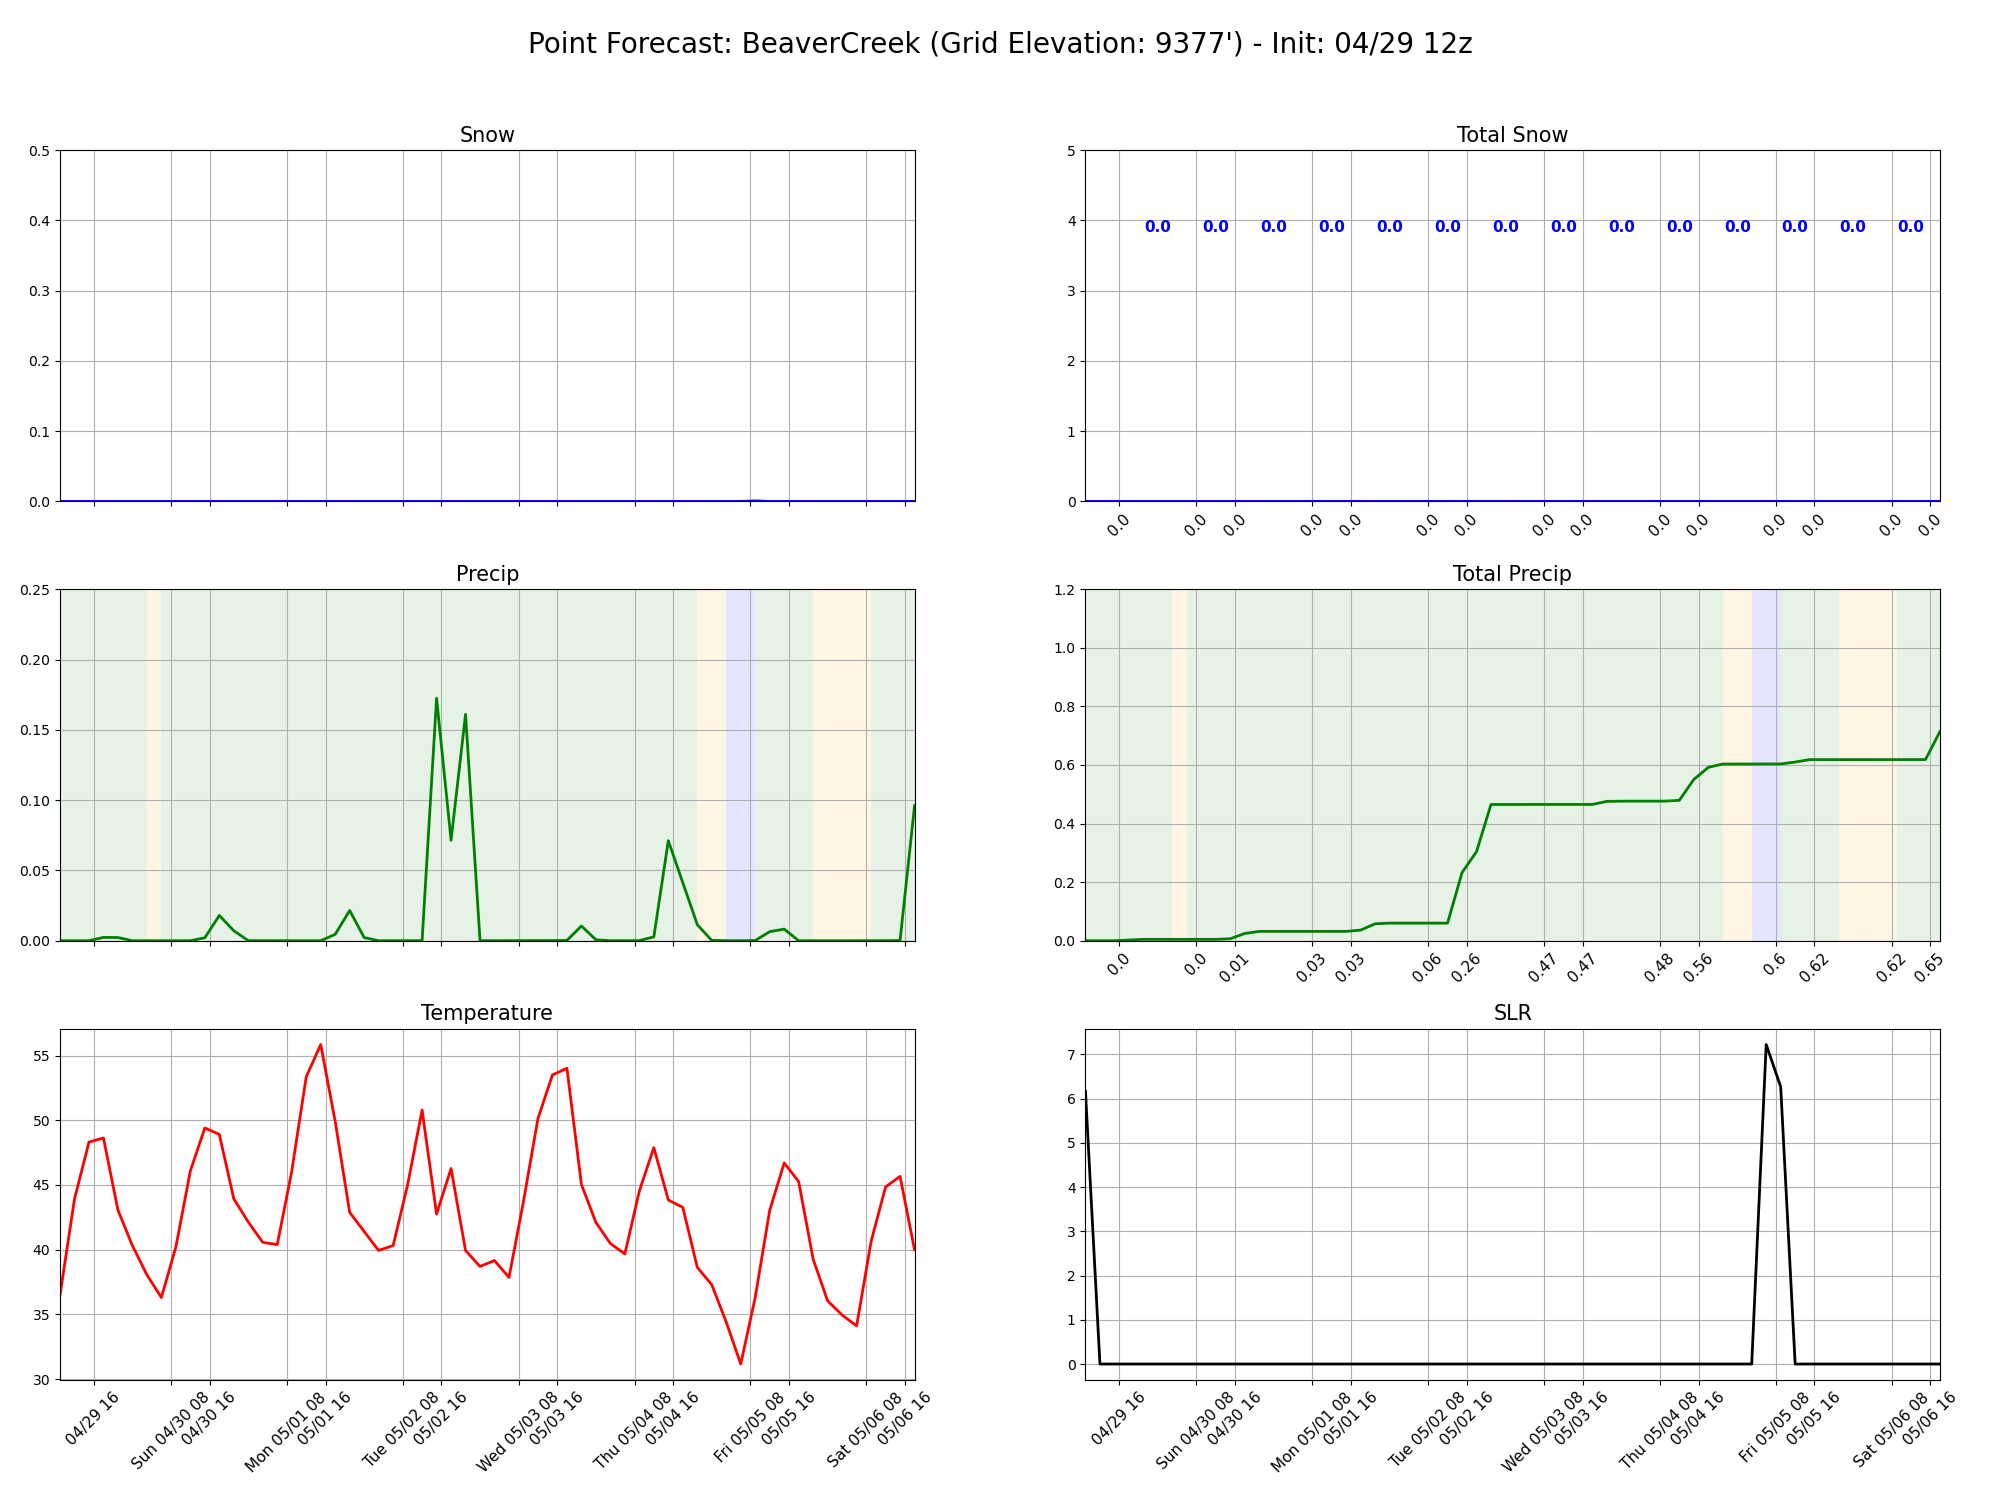 Point Forecast: BeaverCreek (Grid Elevation: 9377') - Init: 04/29 12z
Snow
0.5
0.4
0.3
0.2
0.1
0.0
Total Snow
5
4
3
2
1
0
0.0 0.0 0.0 0.0 0.0 0.0 0.0 0.0 0.0 0.0 0.0 0.0 0.0 0.0
0.0 0.0 0.0 0.0 0.0 0.0 0.0 0.0 0.0 0.0 0.0 0.0 0.0 0.0 0.0
Precip
0.25
0.20
0.15
0.10
0.05
0.00
Total Precip
1.2
1.0
0.8
0.6
0.4
0.2
0.0
0.0 0.0 0.01 0.03 0.03 0.06 0.26 0.47 0.47 0.48 0.56 0.6 0.62 0.62 0.65
Temperature
55
50
45
40
35
30
04/29 16
Sun 04/30 08
04/30 16
Mon 05/01 08
05/01 16
Tue 05/02 08
05/02 16
Wed 05/03 08
05/03 16
Thu 05/04 08
05/04 16
Fri 05/05 08
05/05 16
Sat 05/06 08
05/06 16
SLR
7
6
5
4
3
2
1
0
04/29 16
Sun 04/30 08
04/30 16
Mon 05/01 08
05/01 16
Tue 05/02 08
05/02 16
Wed 05/03 08
05/03 16
Thu 05/04 08
05/04 16
Fri 05/05 08
05/05 16
Sat 05/06 08
05/06 16